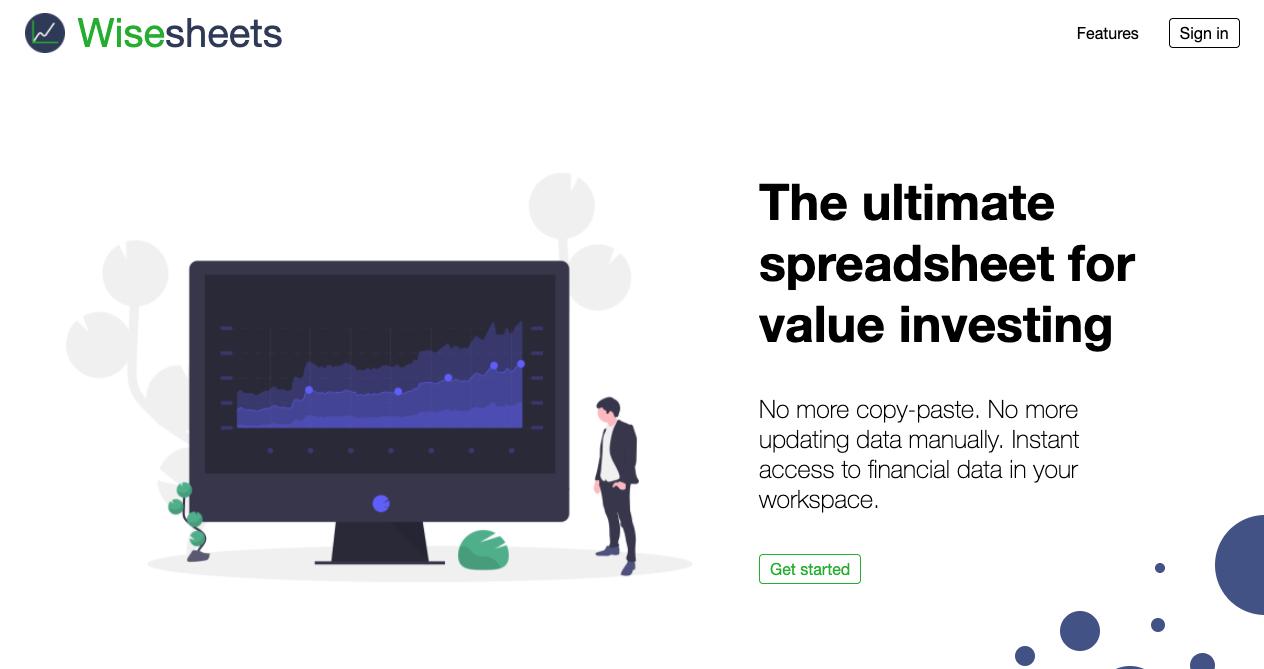 Wisesheets
Features
Sign in
The ultimate
spreadsheet for
value investing
No more copy-paste. No more
updating data manually. Instant
access to financial data in your
workspace.
Get started